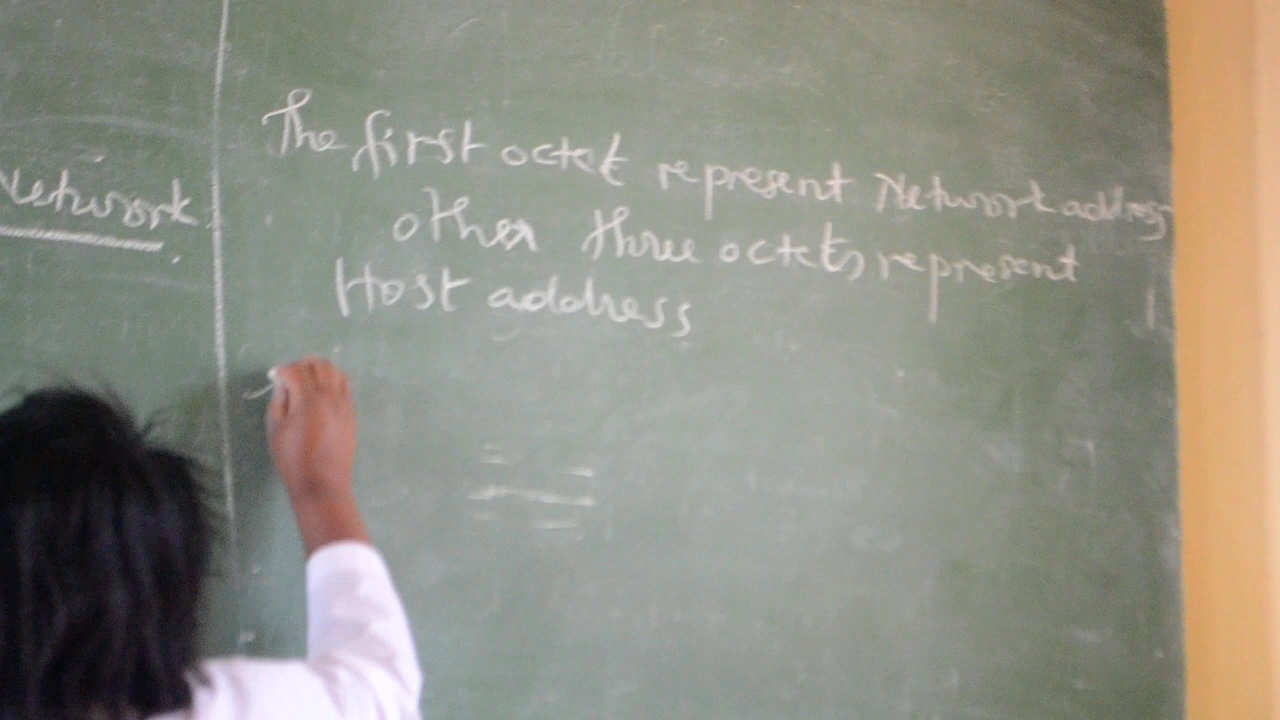 Network.
The first octet represent Network address
other three octets represent
Host address